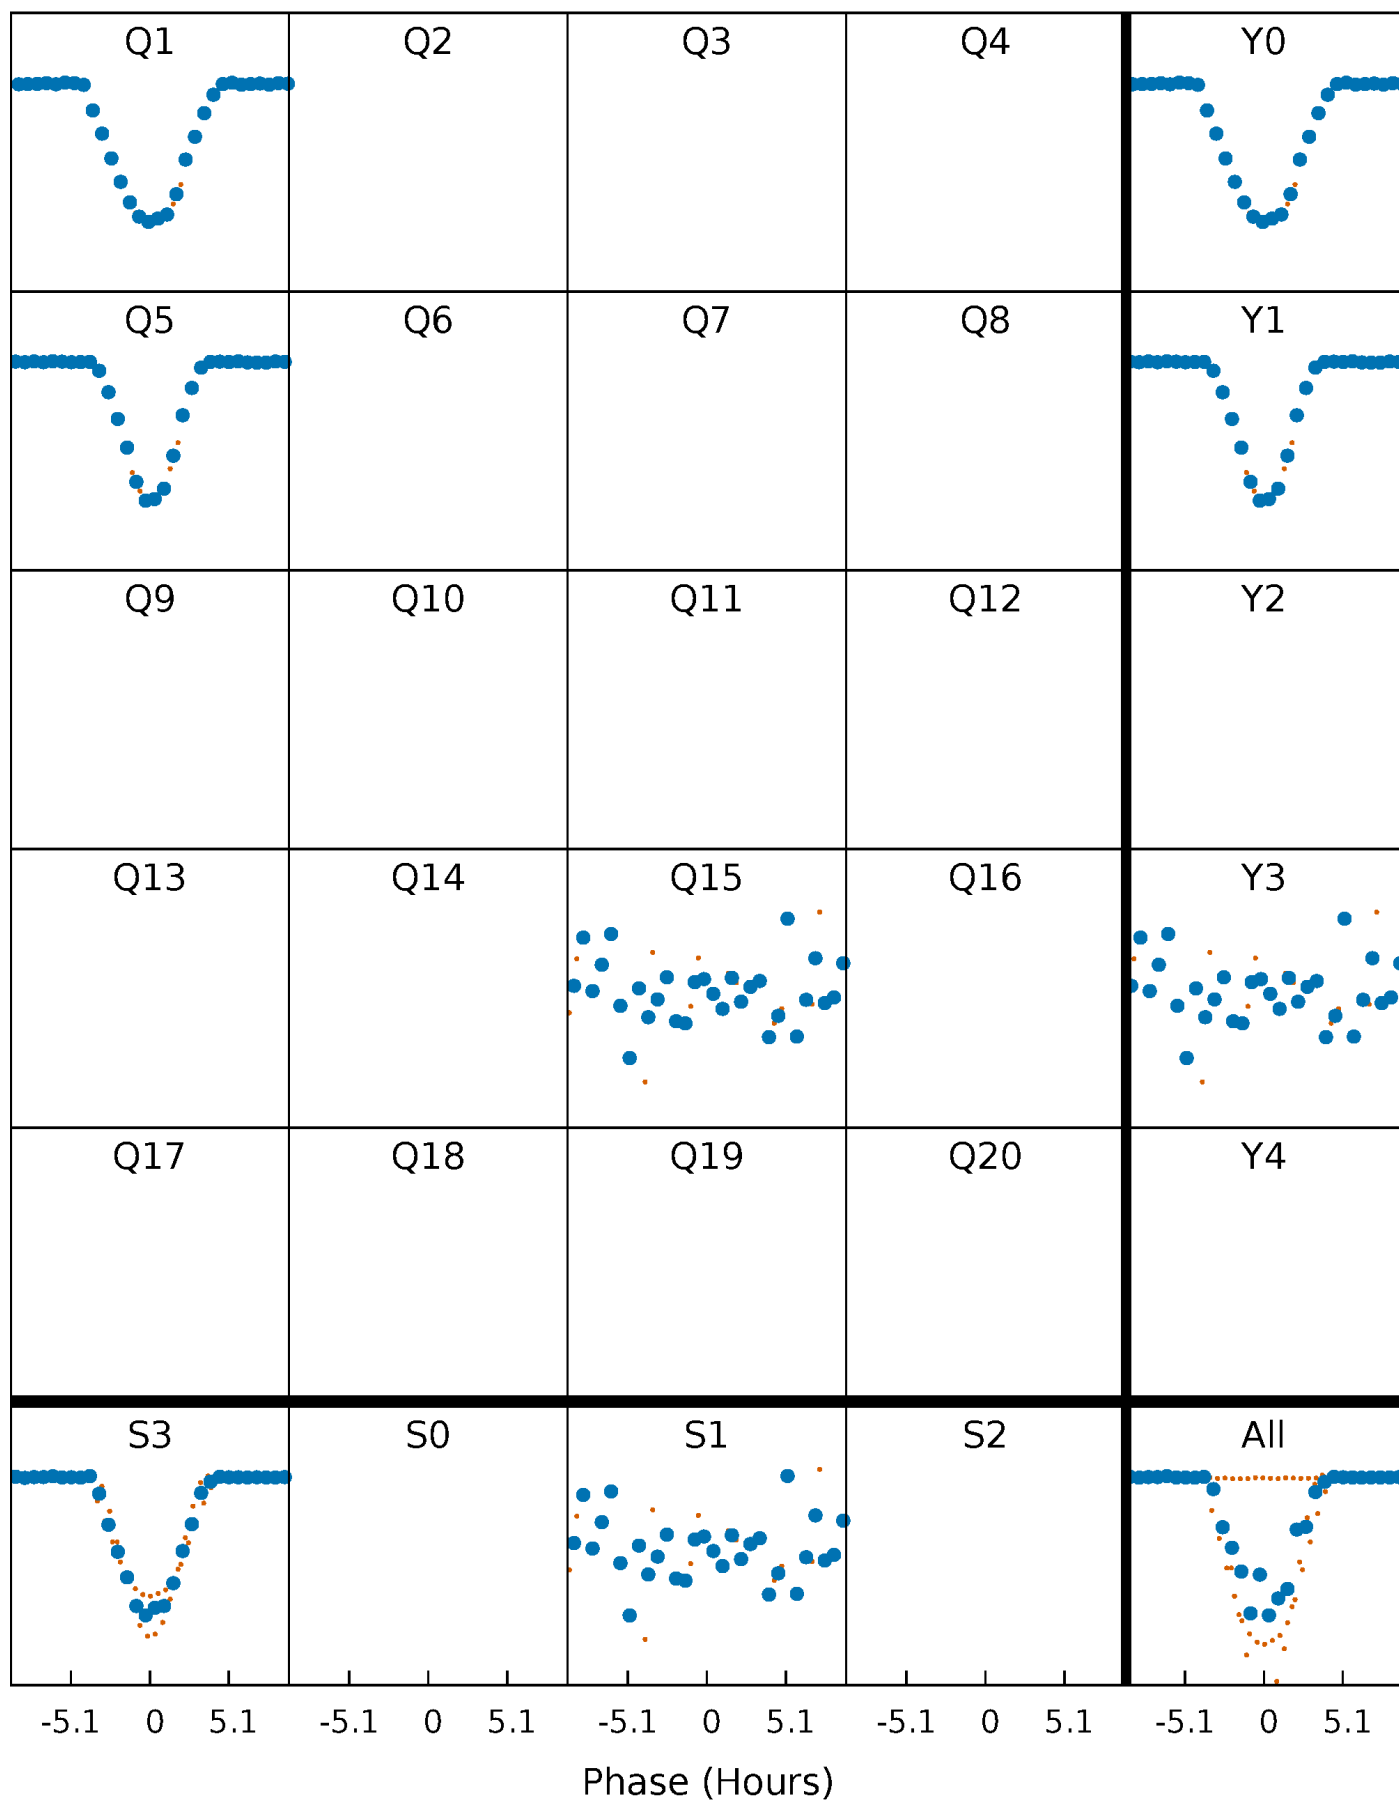 Q1 Q2 Q3 Q4 Y0
Q5 Q6 Q7 Q8 Y1
Q9 Q10 Q11 Q12 Y2
Q13 Q14 Q15 Q16 Y3
Q17 Q18 Q19 Q20 Y4
S3 S0 S1 S2 All
-5.1 0 5.1 -5.1 0 5.1 -5.1 0 5.1 -5.1 0 5.1 -5.1 0 5.1
Phase (Hours)